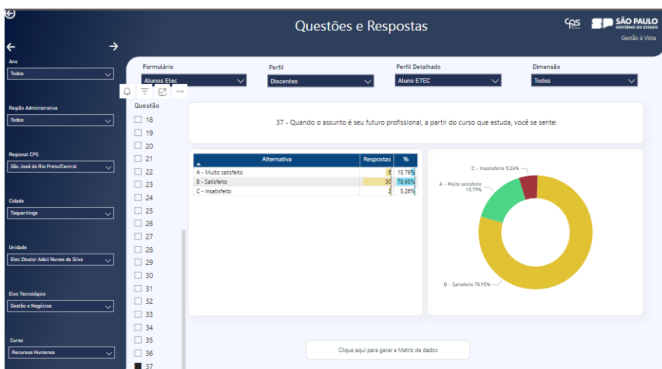 Questões e Respostas
cps
SÃO PAULO
GOVERNO DO ESTADO
Gestão à Vista
Ano
Todos
Região Administrativa
Todos
Regional CPS
São José do Rio Preto/Central
Cidade
Taquaritinga
Unidade
Etec Doutor Adail Nunes da Silva
Eixo Tecnológico
Gestão e Negócios
Curso
Recursos Humanos
Formulário
Alunos Etec
Perfil
Discentes
Perfil Detalhado
Aluno ETEC
Dimensão
Todos
Questão
18
19
20
21
22
23
24
25
26
27
28
29
30
31
32
33
34
35
36
37
37 - Quando o assunto é seu futuro profissional, a partir do curso que estuda, você se sente:
Alternativa Respostas %
A - Muito satisfeito 6 15,79%
B - Satisfeito 30 78,95%
C - Insatisfeito 2 5,26%
C - Insatisfeito 5,26%
A - Muito satisfeito
15,79%
B - Satisfeito 78,95%
Clique aqui para gerar a Matriz de dados